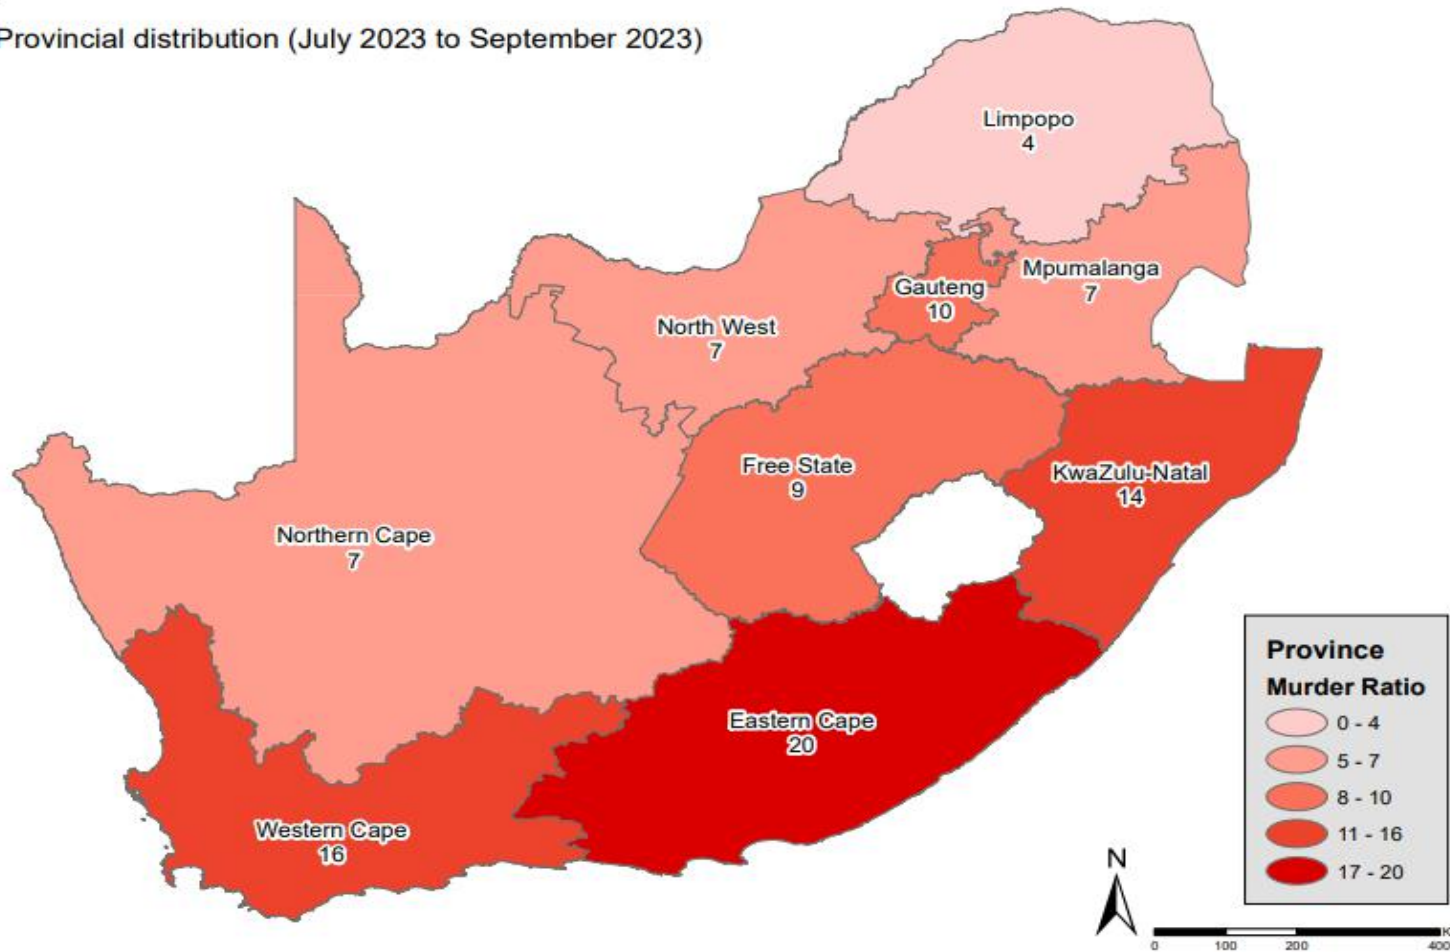 Provincial distribution (July 2023 to September 2023)
Limpopo
4
Mpumalanga
7
Gauteng
10
North West
7
Free State
9
KwaZulu-Natal
14
Northern Cape
7
Eastern Cape
20
Western Cape
16
Province
Murder Ratio
0 - 4
5 - 7
8 - 10
11 - 16
17 - 20
N
0 100 200 400